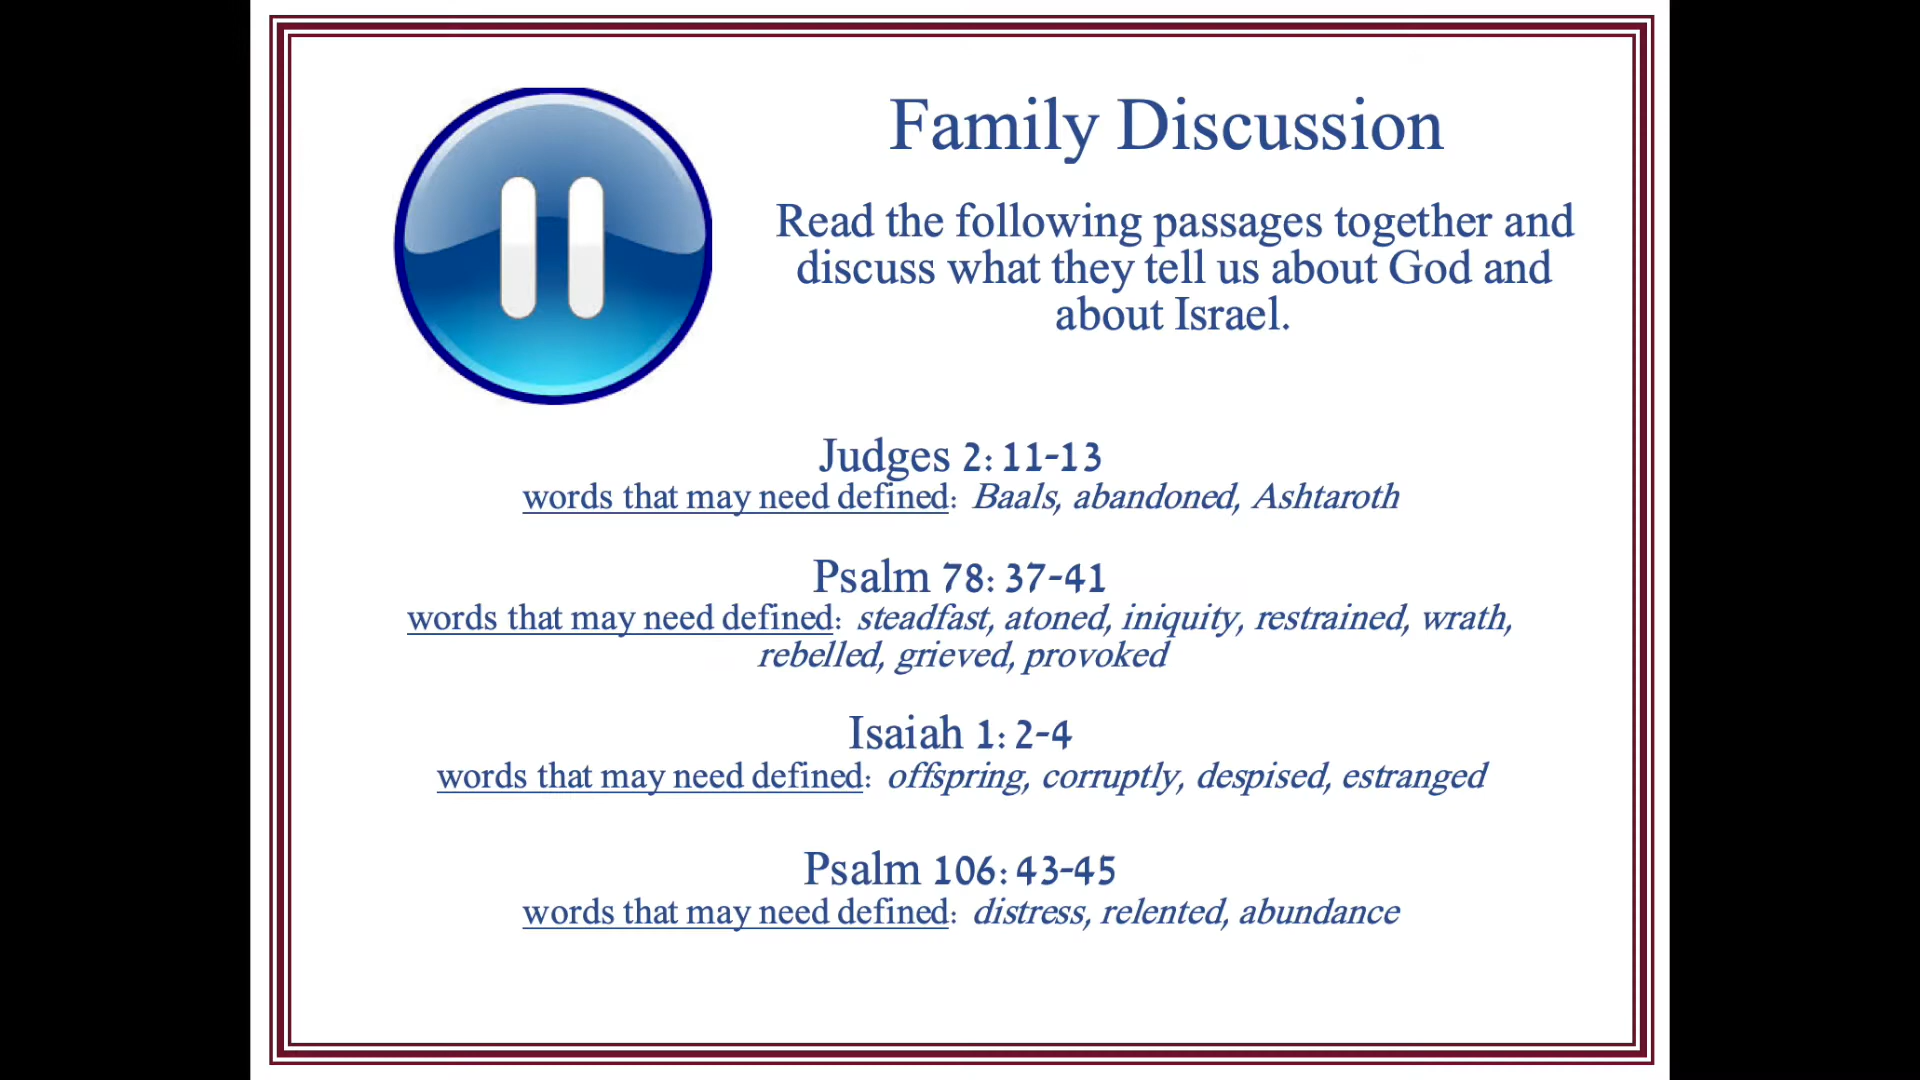 Family Discussion
Read the following passages together and
discuss what they tell us about God and
about Israel.
Judges 2:11-13
words that may need defined: Baals, abandoned, Ashtaroth
Psalm 78:37-41
words that may need defined: steadfast, atoned, iniquity, restrained, wrath,
rebelled, grieved, provoked
Isaiah 1:2-4
words that may need defined: offspring, corruptly, despised, estranged
Psalm 106:43-45
words that may need defined: distress, relented, abundance